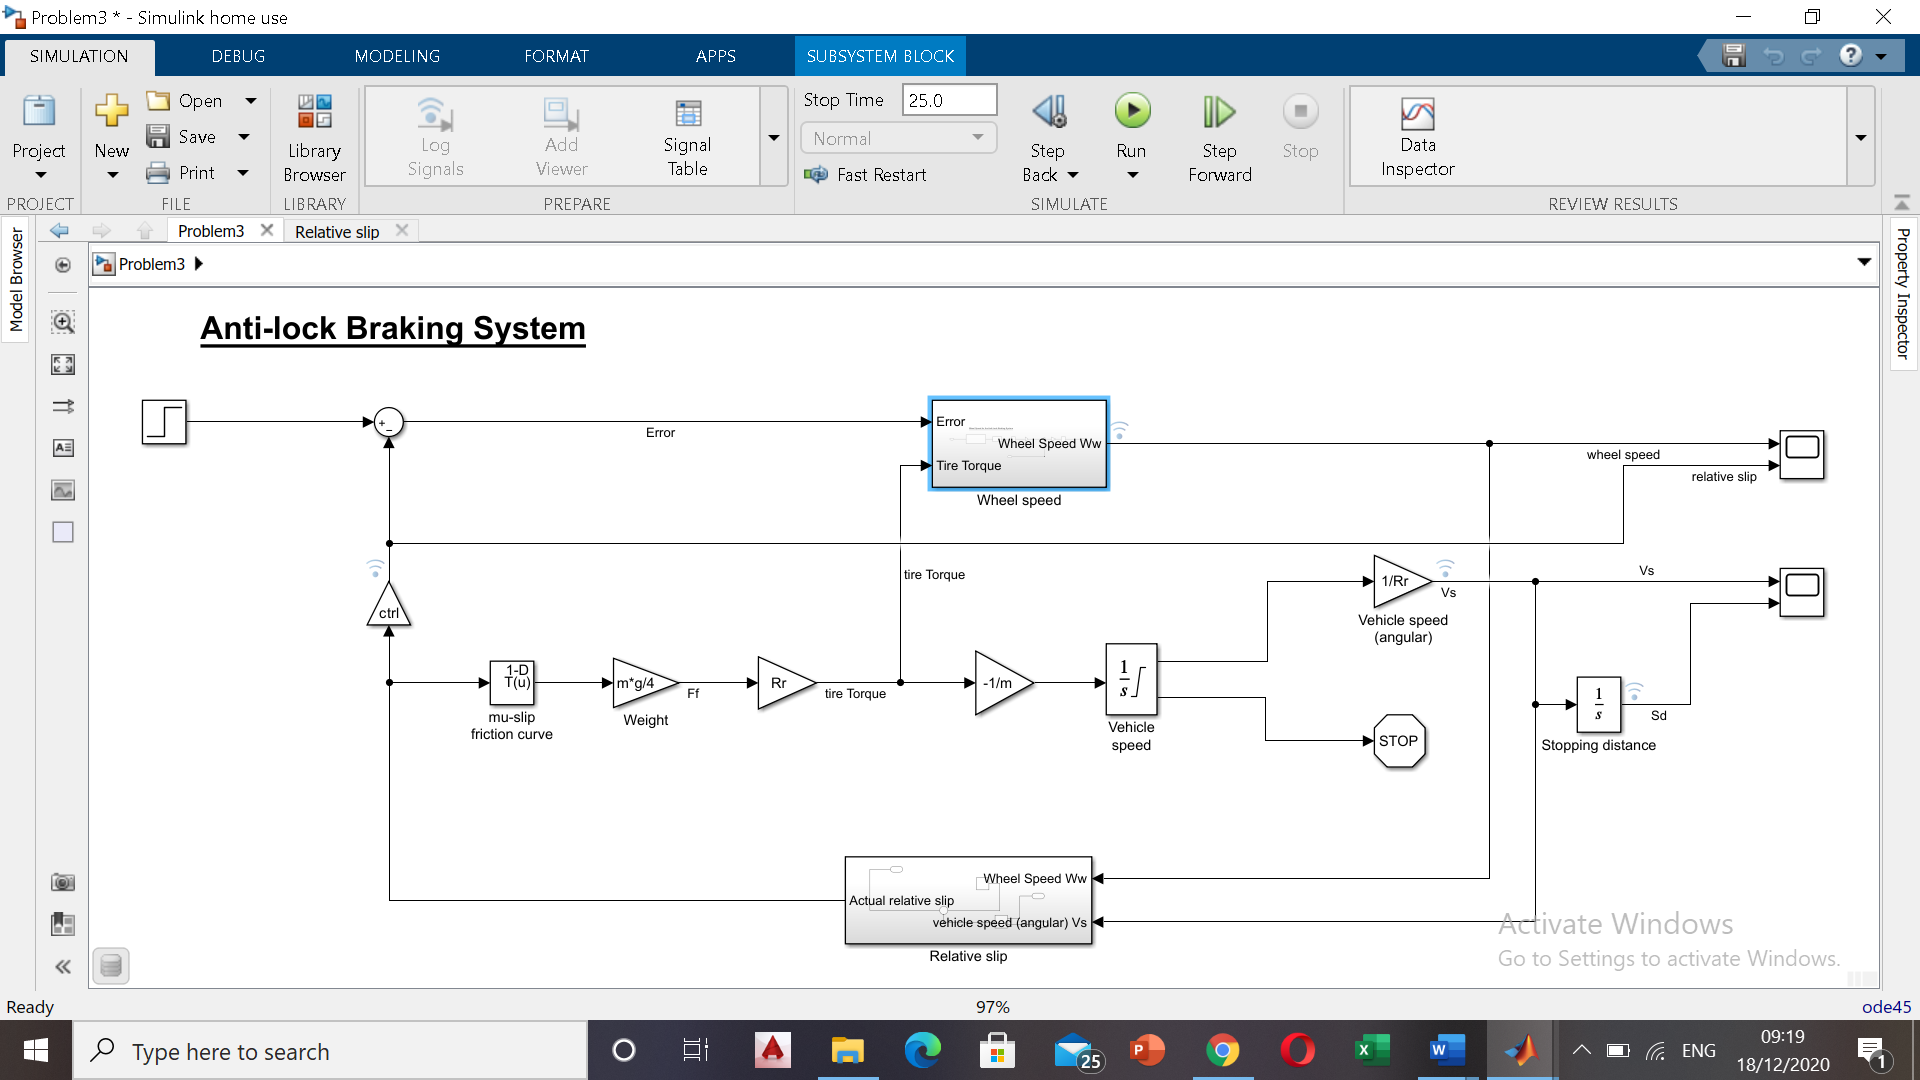 Problem3 * - Simulink home use
SIMULATION DEBUG MODELING FORMAT APPS SUBSYSTEM BLOCK
Project
PROJECT
New
Open
Save
Print
FILE
Library
Browser
LIBRARY
Log
Signals
Add
Viewer
Signal
Table
PREPARE
Stop Time 25.0
Normal
Fast Restart
Step
Back
Run
Step
Forward
Stop
SIMULATE
Data
Inspector
REVIEW RESULTS
Model Browser
Problem3
Relative slip
Problem3
Property Inspector
Anti-lock Braking System
+
−
Error
Error
Tire Torque
Wheel Speed Ww
Wheel speed
wheel speed
relative slip
tire Torque
ctrl
1-D
T(u)
mu-slip
friction curve
m*g/4
Weight
Ff
Rr
tire Torque
-1/m
1
s
Vehicle
speed
1/Rr
Vs
Vehicle speed
(angular)
Vs
STOP
1
s
Sd
Stopping distance
Wheel Speed Ww
Actual relative slip
vehicle speed (angular) Vs
Relative slip
Activate Windows
Go to Settings to activate Windows.
Ready
97%
ode45
Type here to search
25
ENG
09:19
18/12/2020
1